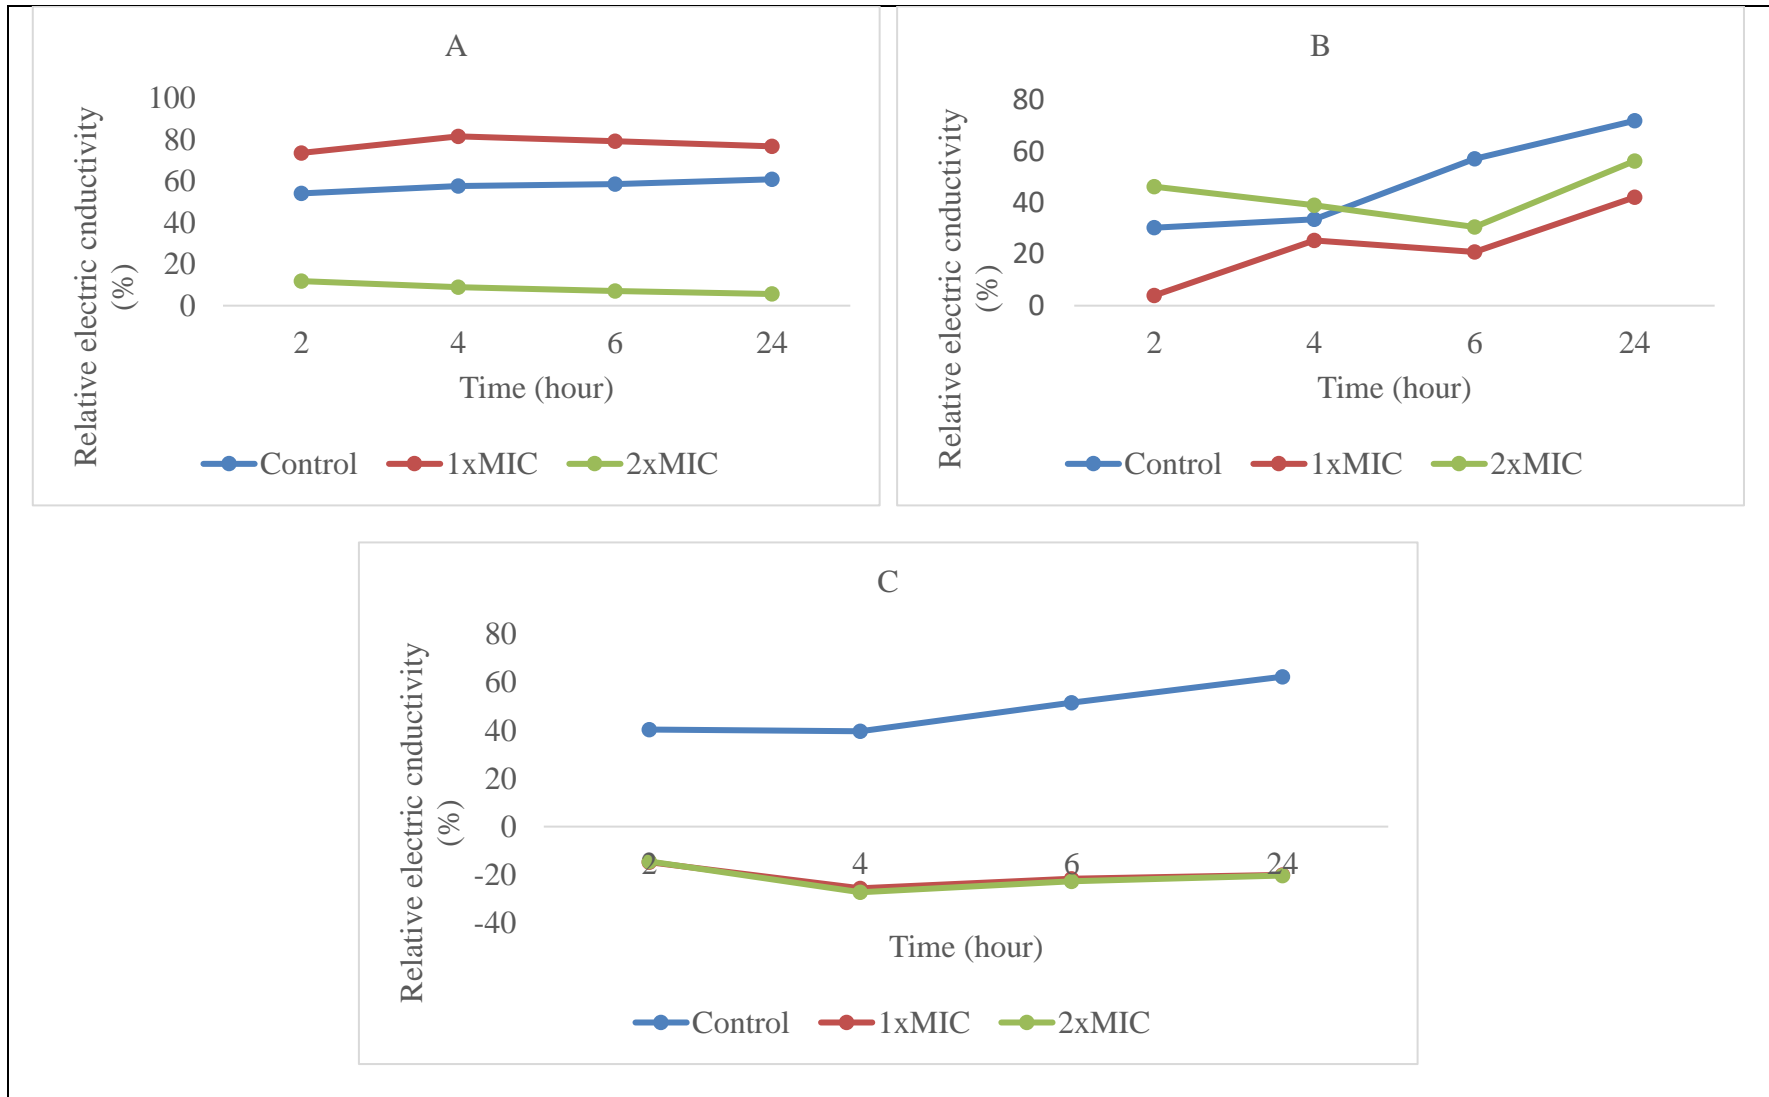 A
Relative electric cnductivity
(%)
100
80
60
40
20
0
2 4 6 24
Time (hour)
Control 1xMIC 2xMIC
B
Relative electric cnductivity
(%)
80
60
40
20
0
2 4 6 24
Time (hour)
Control 1xMIC 2xMIC
C
Relative electric cnductivity
(%)
80
60
40
20
0
-20
-40
2 4 6 24
Time (hour)
Control 1xMIC 2xMIC